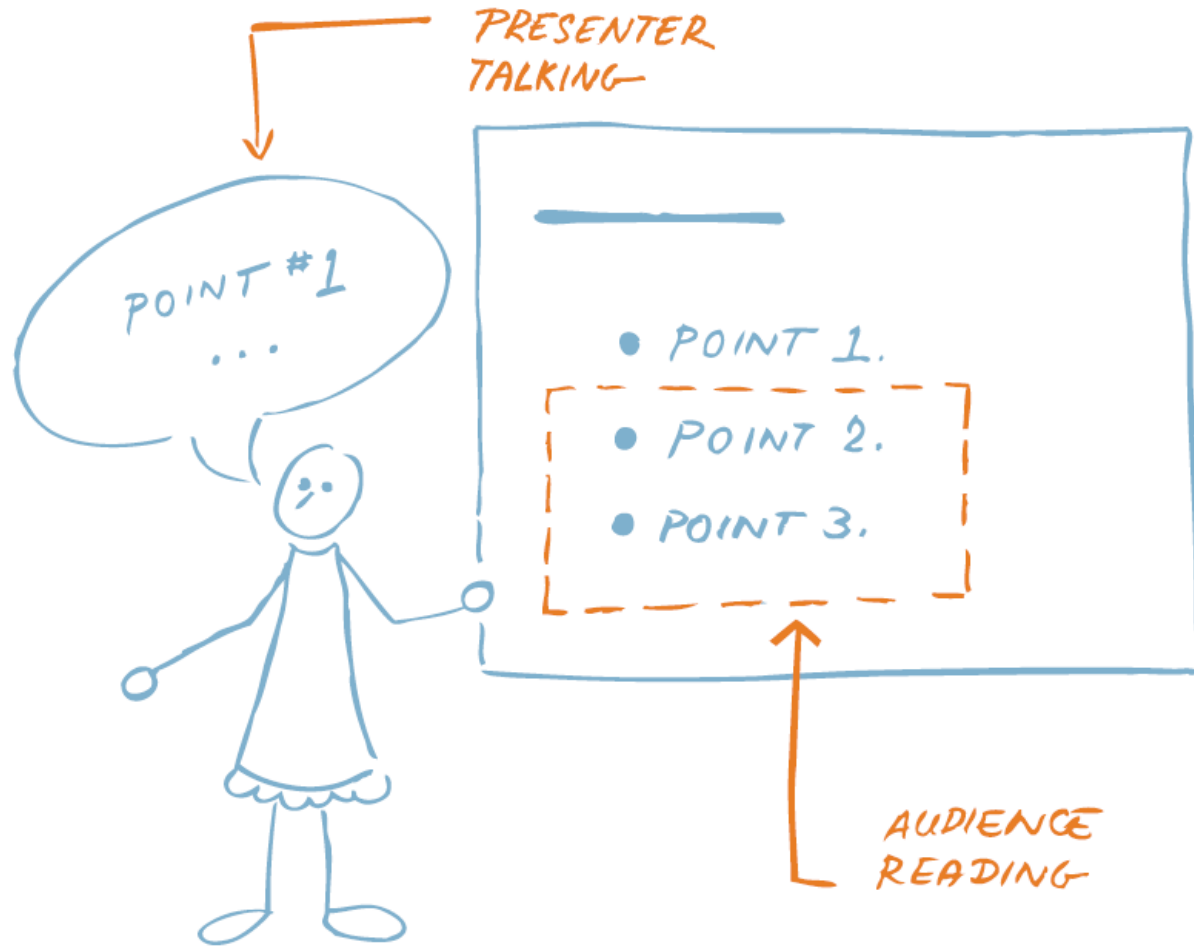 PRESENTER
TALKING
POINT #1
...
• POINT 1.
• POINT 2.
• POINT 3.
AUDIENCE
READING